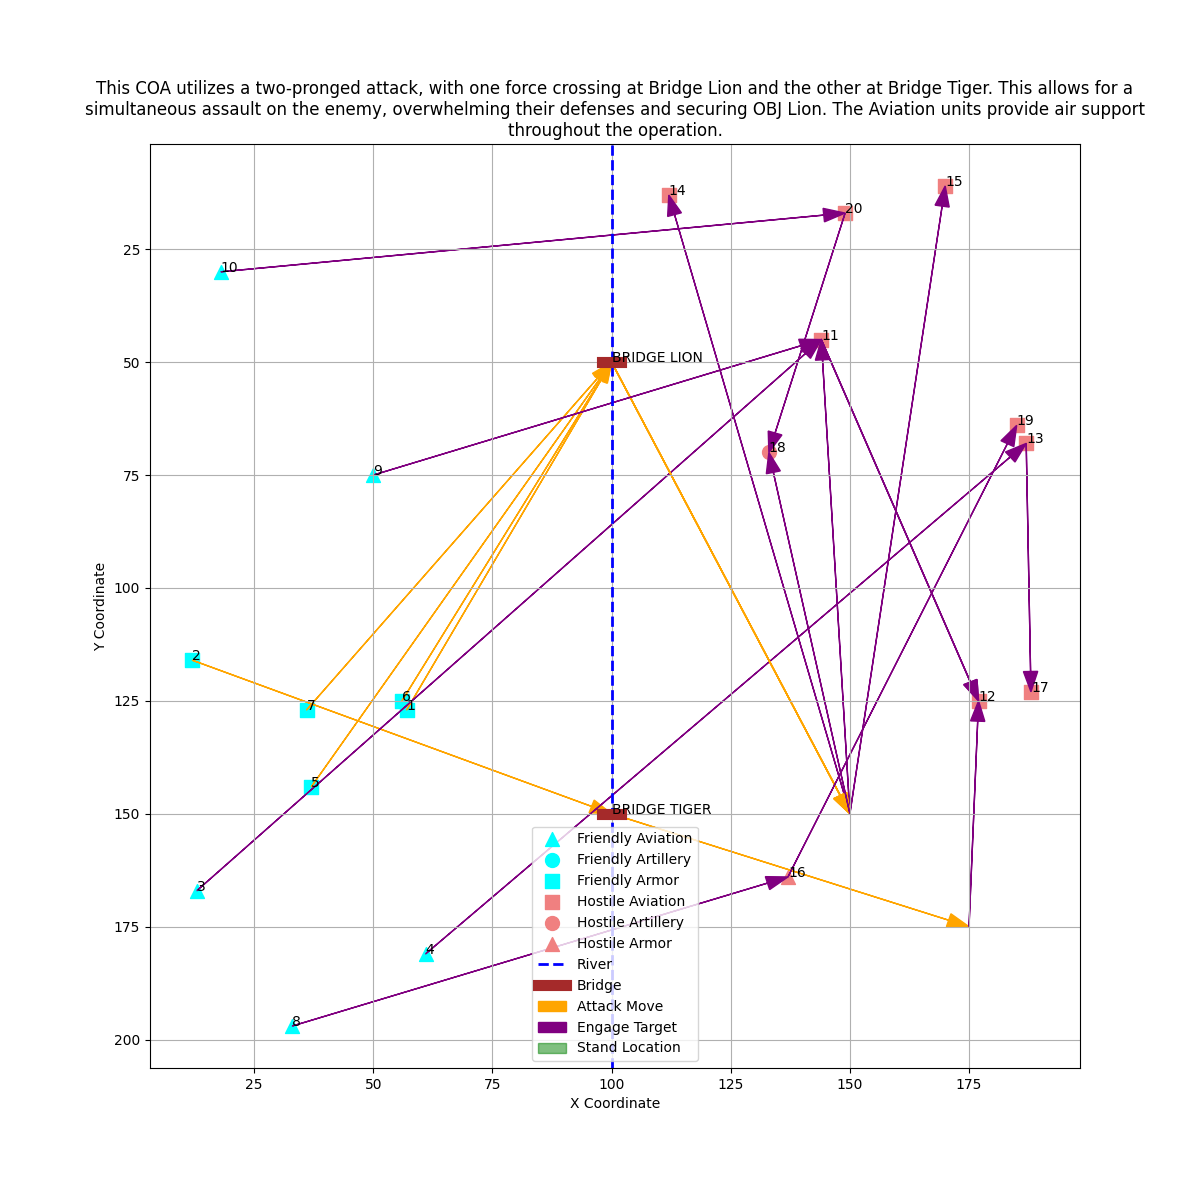 This COA utilizes a two-pronged attack, with one force crossing at Bridge Lion and the other at Bridge Tiger. This allows for a
simultaneous assault on the enemy, overwhelming their defenses and securing OBJ Lion. The Aviation units provide air support
throughout the operation.
15
14
20
25
10
11
50
BRIDGE LION
19
13
18
75
9
100
2
17
125
6
12
7
1
5
150
BRIDGE TIGER
16
3
175
4
8
200
Y Coordinate
Friendly Aviation
Friendly Artillery
Friendly Armor
Hostile Aviation
Hostile Artillery
Hostile Armor
River
Bridge
Attack Move
Engage Target
Stand Location
25
50
75
100
125
150
175
X Coordinate